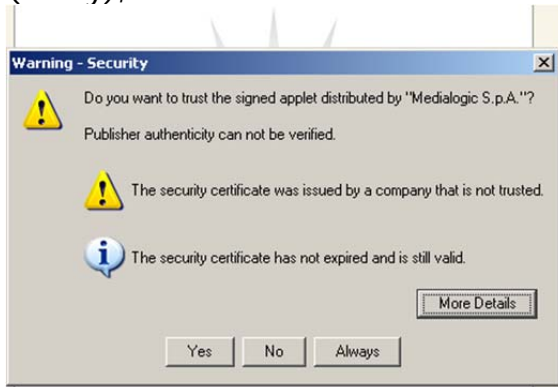 Warning - Security
Do you want to trust the signed applet distributed by "Medialogic S.p.A."?
Publisher authenticity can not be verified.
The security certificate was issued by a company that is not trusted.
The security certificate has not expired and is still valid.
More Details
Yes No Always